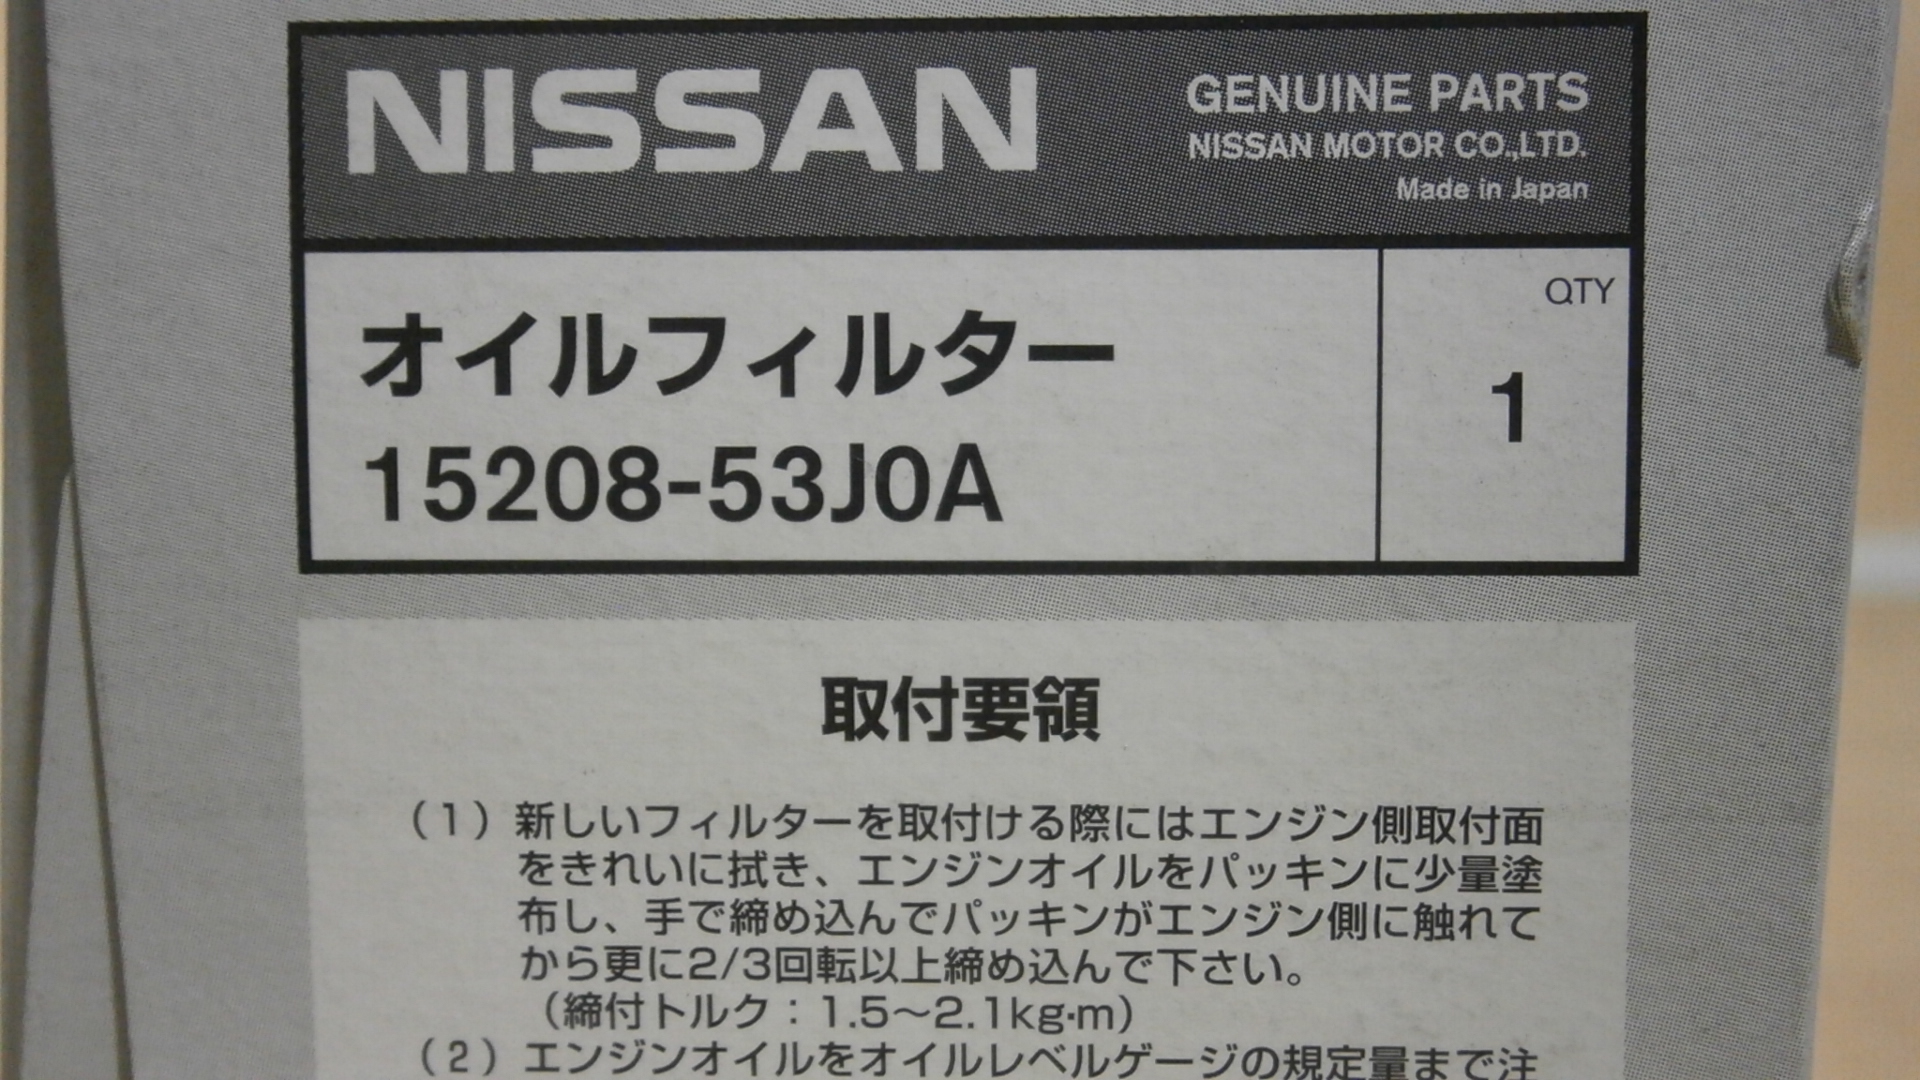 NISSAN
GENUINE PARTS
NISSAN MOTOR CO.,LTD.
Made in Japan
オイルフィルター
15208-53J0A
QTY
1
取付要領
（1）新しいフィルターを取付ける際にはエンジン側取付面
をきれいに拭き、エンジンオイルをパッキンに少量塗
布し、手で締め込んでパッキンがエンジン側に触れて
から更に2/3回転以上締め込んで下さい。
（締付トルク：1.5〜2.1kg·m）
（2）エンジンオイルをオイルレベルゲージの規定量まで注